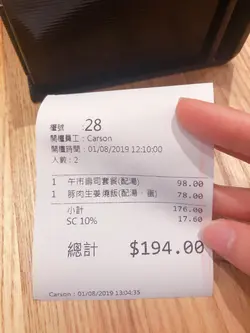 檯號 :28
開檯員工 : Carson
開檯時間 : 01/08/2019 12:10:00
人數 : 2
1 午市壽司套餐(配湯) 98.00
1 豚肉生姜燒飯(配湯、蛋) 78.00
小計 176.00
SC 10% 17.60
總計 $194.00
Carson : 01/08/2019 13:04:35